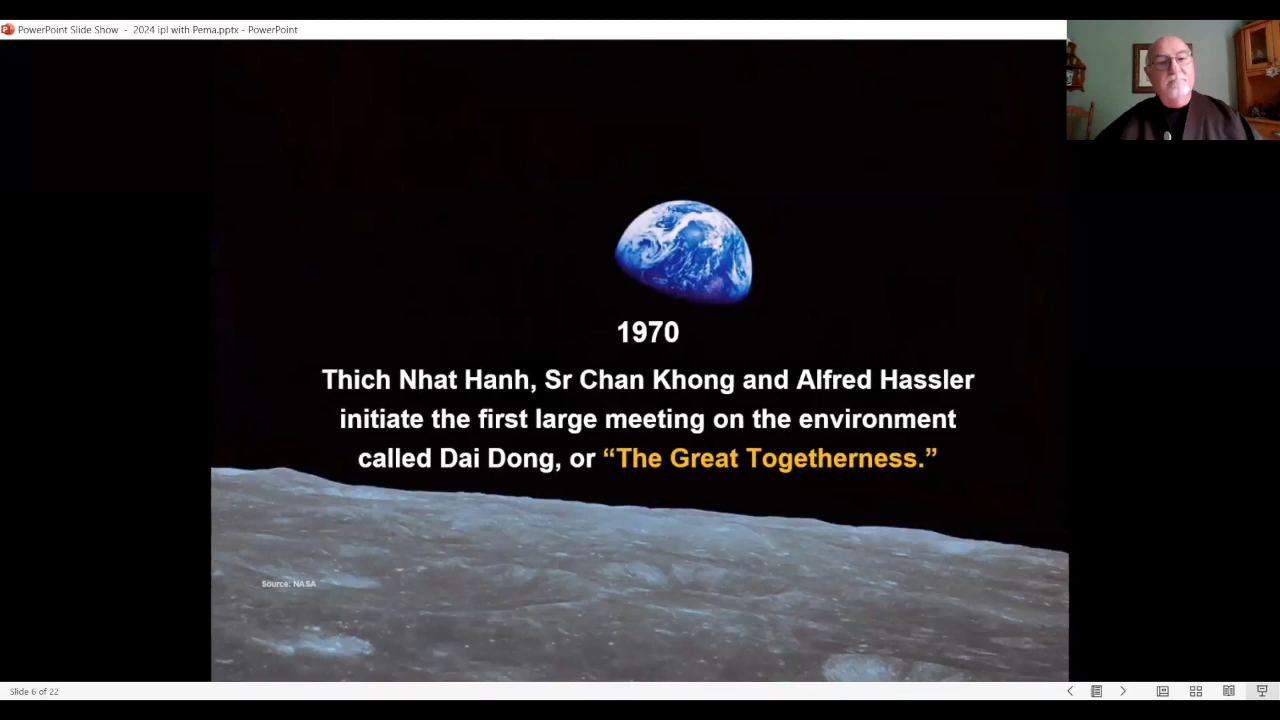 PowerPoint Slide Show - 2024 ipl with Pema.pptx - PowerPoint
1970
Thich Nhat Hanh, Sr Chan Khong and Alfred Hassler
initiate the first large meeting on the environment
called Dai Dong, or “The Great Togetherness.”
Source: NASA
Slide 6 of 22